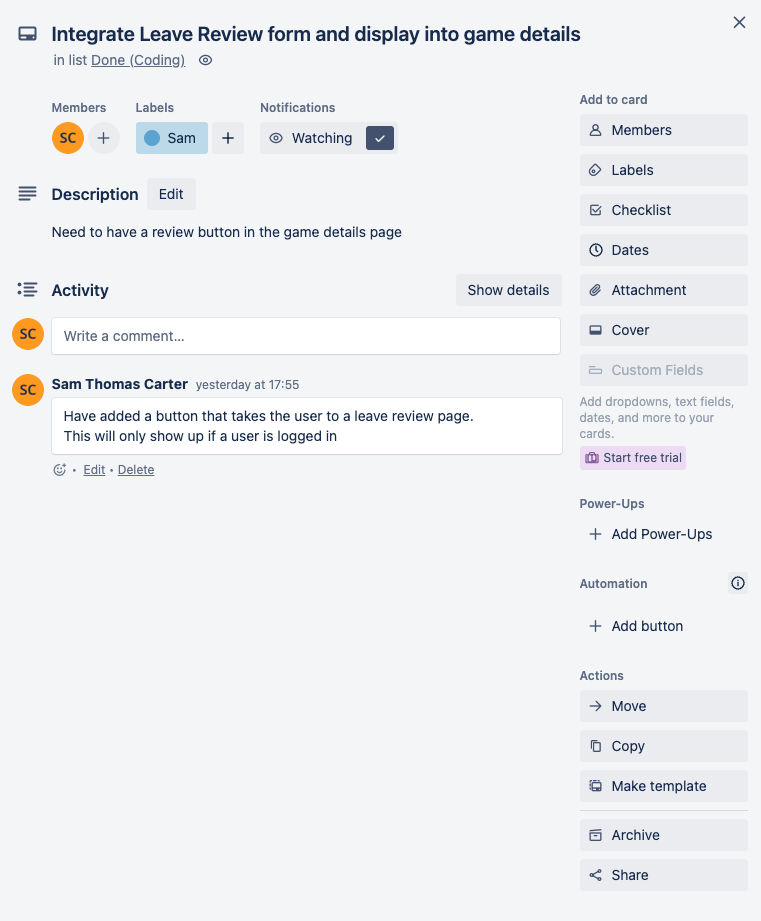 Integrate Leave Review form and display into game details
in list Done (Coding)
Members
Labels
Notifications
SC
Sam
Watching
Description
Edit
Need to have a review button in the game details page
Activity
Show details
SC
Write a comment…
SC
Sam Thomas Carter yesterday at 17:55
Have added a button that takes the user to a leave review page.
This will only show up if a user is logged in
• Edit • Delete
Add to card
Members
Labels
Checklist
Dates
Attachment
Cover
Custom Fields
Add dropdowns, text fields,
dates, and more to your
cards.
Start free trial
Power-Ups
Add Power-Ups
Automation
Add button
Actions
Move
Copy
Make template
Archive
Share